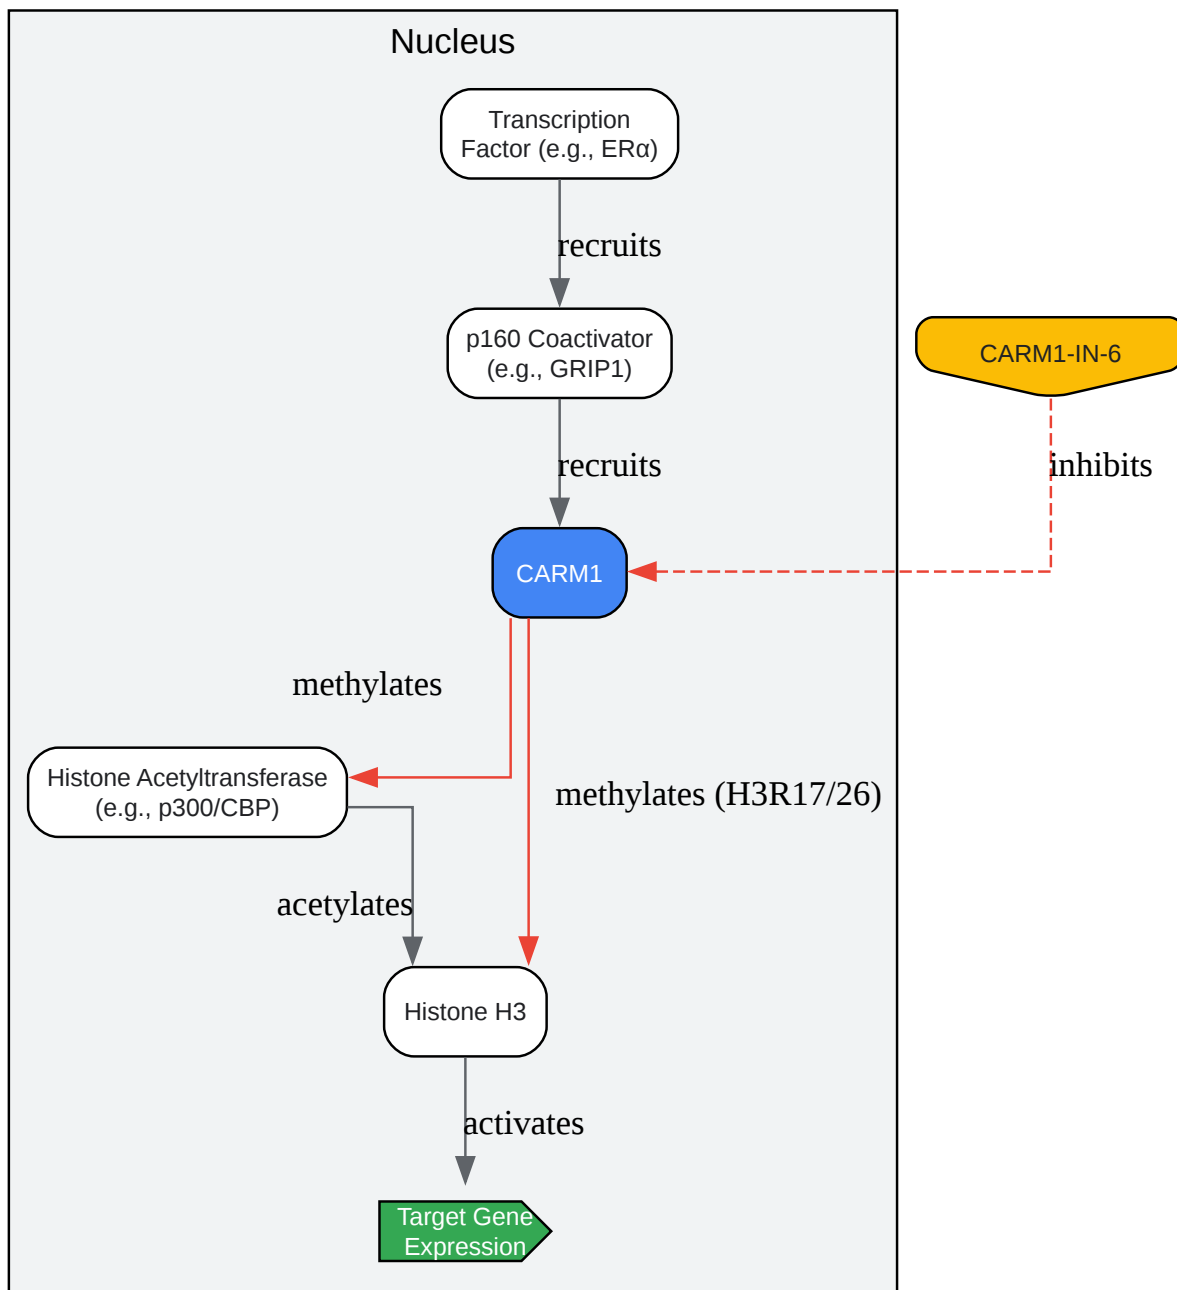 Nucleus
Transcription
Factor (e.g., ERα)
recruits
p160 Coactivator
(e.g., GRIP1)
CARM1-IN-6
recruits
inhibits
CARM1
methylates
Histone Acetyltransferase
(e.g., p300/CBP)
methylates (H3R17/26)
acetylates
Histone H3
activates
Target Gene
Expression